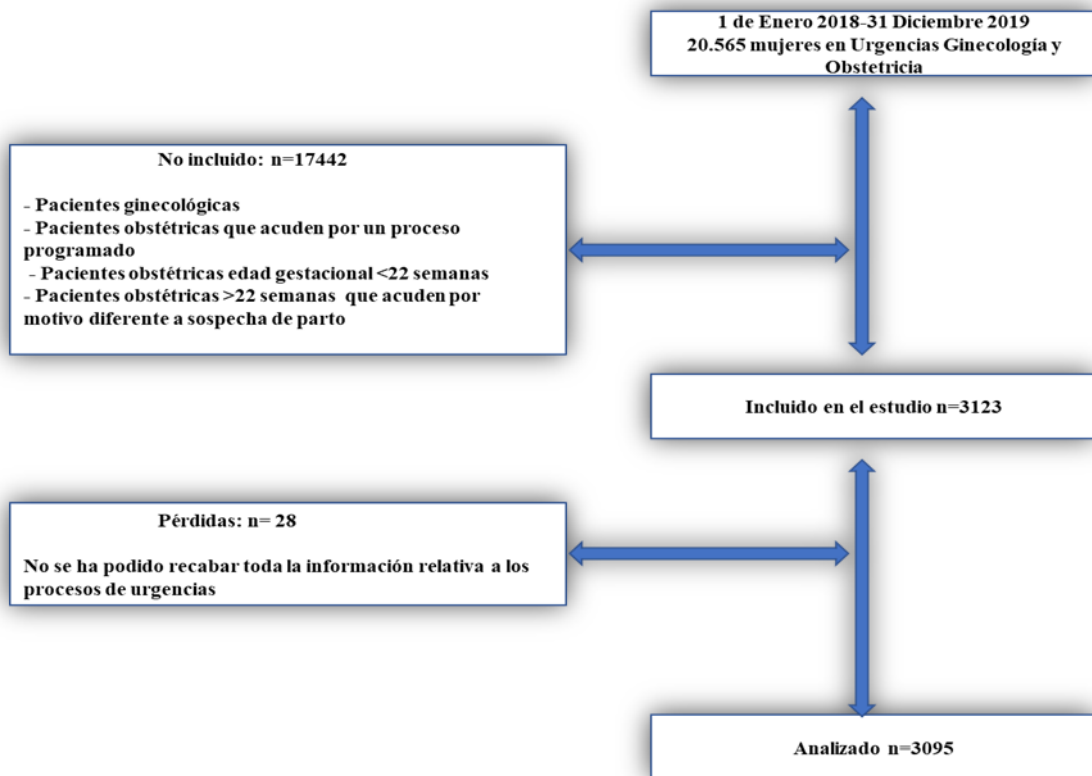 1 de Enero 2018-31 Diciembre 2019
20.565 mujeres en Urgencias Ginecología y
Obstetricia
No incluido: n=17442
- Pacientes ginecológicas
- Pacientes obstétricas que acuden por un proceso
programado
- Pacientes obstétricas edad gestacional <22 semanas
- Pacientes obstétricas >22 semanas que acuden por
motivo diferente a sospecha de parto
Incluido en el estudio n=3123
Pérdidas: n= 28
No se ha podido recabar toda la información relativa a los
procesos de urgencias
Analizado n=3095